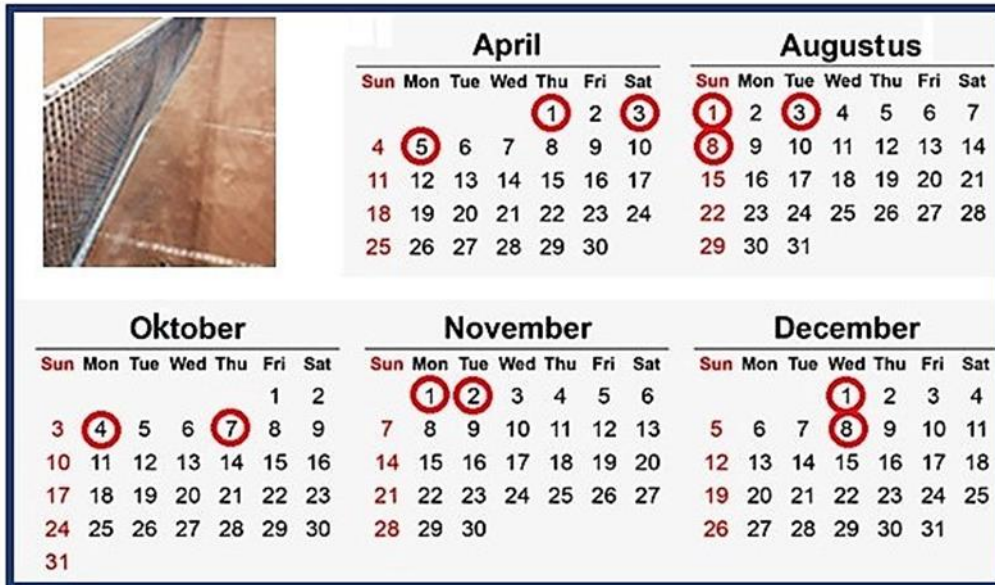 April
Sun Mon Tue Wed Thu Fri Sat
1 2 3
4 5 6 7 8 9 10
11 12 13 14 15 16 17
18 19 20 21 22 23 24
25 26 27 28 29 30
Augustus
Sun Mon Tue Wed Thu Fri Sat
1 2 3 4 5 6 7
8 9 10 11 12 13 14
15 16 17 18 19 20 21
22 23 24 25 26 27 28
29 30 31
Oktober
Sun Mon Tue Wed Thu Fri Sat
1 2
3 4 5 6 7 8 9
10 11 12 13 14 15 16
17 18 19 20 21 22 23
24 25 26 27 28 29 30
31
November
Sun Mon Tue Wed Thu Fri Sat
1 2 3 4 5 6
7 8 9 10 11 12 13
14 15 16 17 18 19 20
21 22 23 24 25 26 27
28 29 30
December
Sun Mon Tue Wed Thu Fri Sat
1 2 3 4
5 6 7 8 9 10 11
12 13 14 15 16 17 18
19 20 21 22 23 24 25
26 27 28 29 30 31